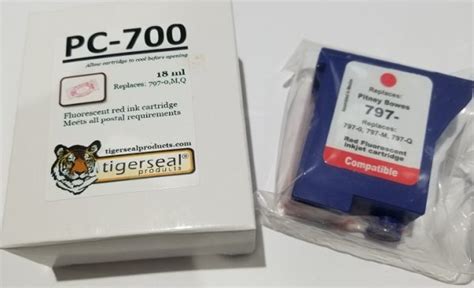 PC-700
Allow cartridge to cool before opening
18 ml
Replaces: 797-0,M,Q
Fluorescent red ink cartridge
Meets all postal requirements
tigersealproducts.com
tigerseal®
products
Replaces:
Pitney Bowes
797-
Replaces:
797-0, 797-M, 797-Q
Red Fluorescent
inkjet cartridge
Compatible